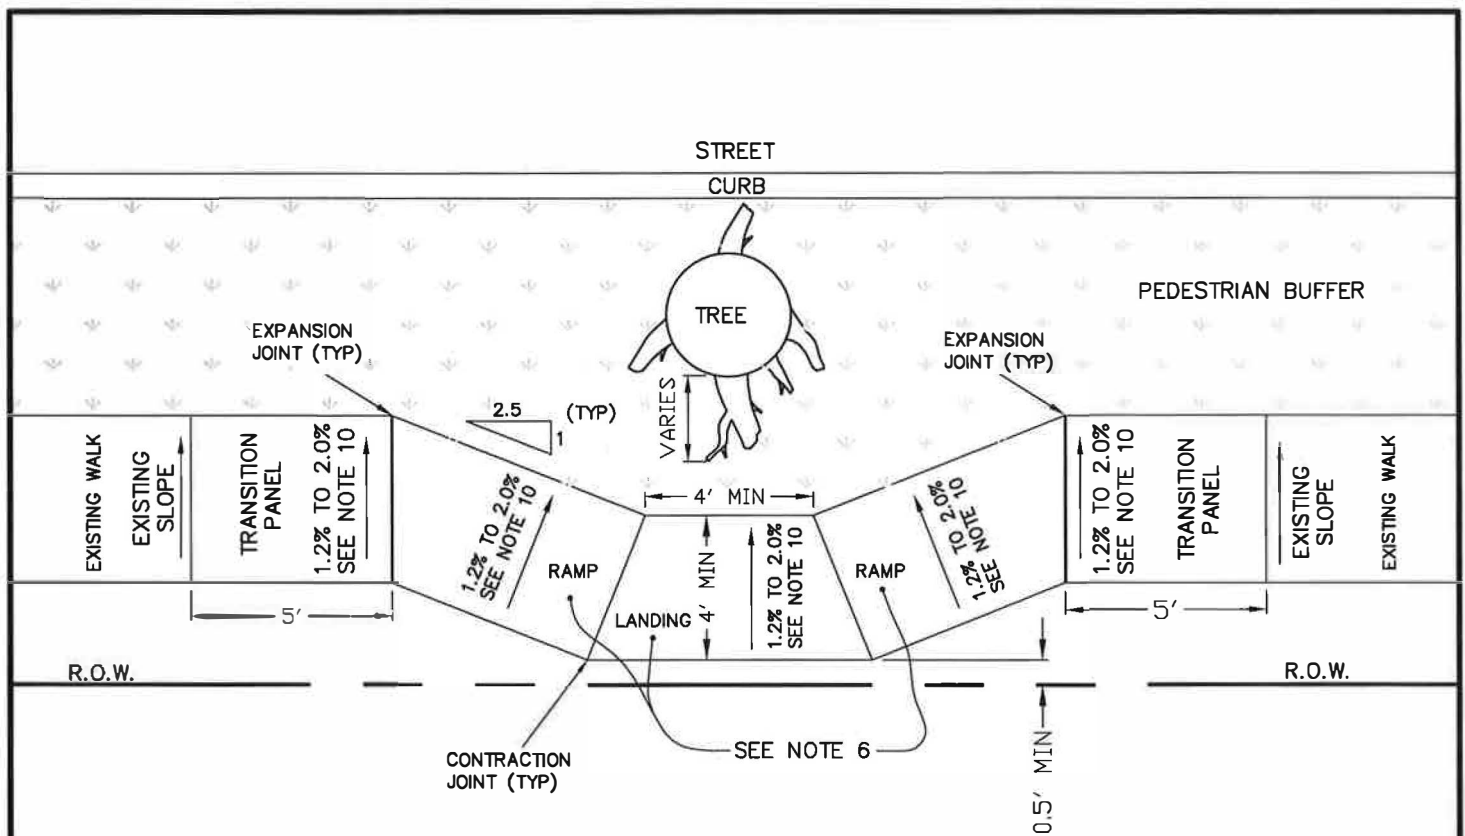 STREET
CURB
TREE
PEDESTRIAN BUFFER
EXPANSION
JOINT (TYP)
EXPANSION
JOINT (TYP)
2.5
(TYP)
1
VARIES
EXISTING WALK
EXISTING
SLOPE
TRANSITION
PANEL
1.2% TO 2.0%
SEE NOTE 10
1.2% TO 2.0%
SEE NOTE 10
RAMP
4' MIN
4' MIN
LANDING
1.2% TO 2.0%
SEE NOTE 10
RAMP
1.2% TO 2.0%
SEE NOTE
10
1.2% TO 2.0%
SEE NOTE 10
TRANSITION
PANEL
EXISTING
SLOPE
EXISTING WALK
5'
5'
R.O.W.
R.O.W.
SEE NOTE 6
CONTRACTION
JOINT (TYP)
0.5' MIN